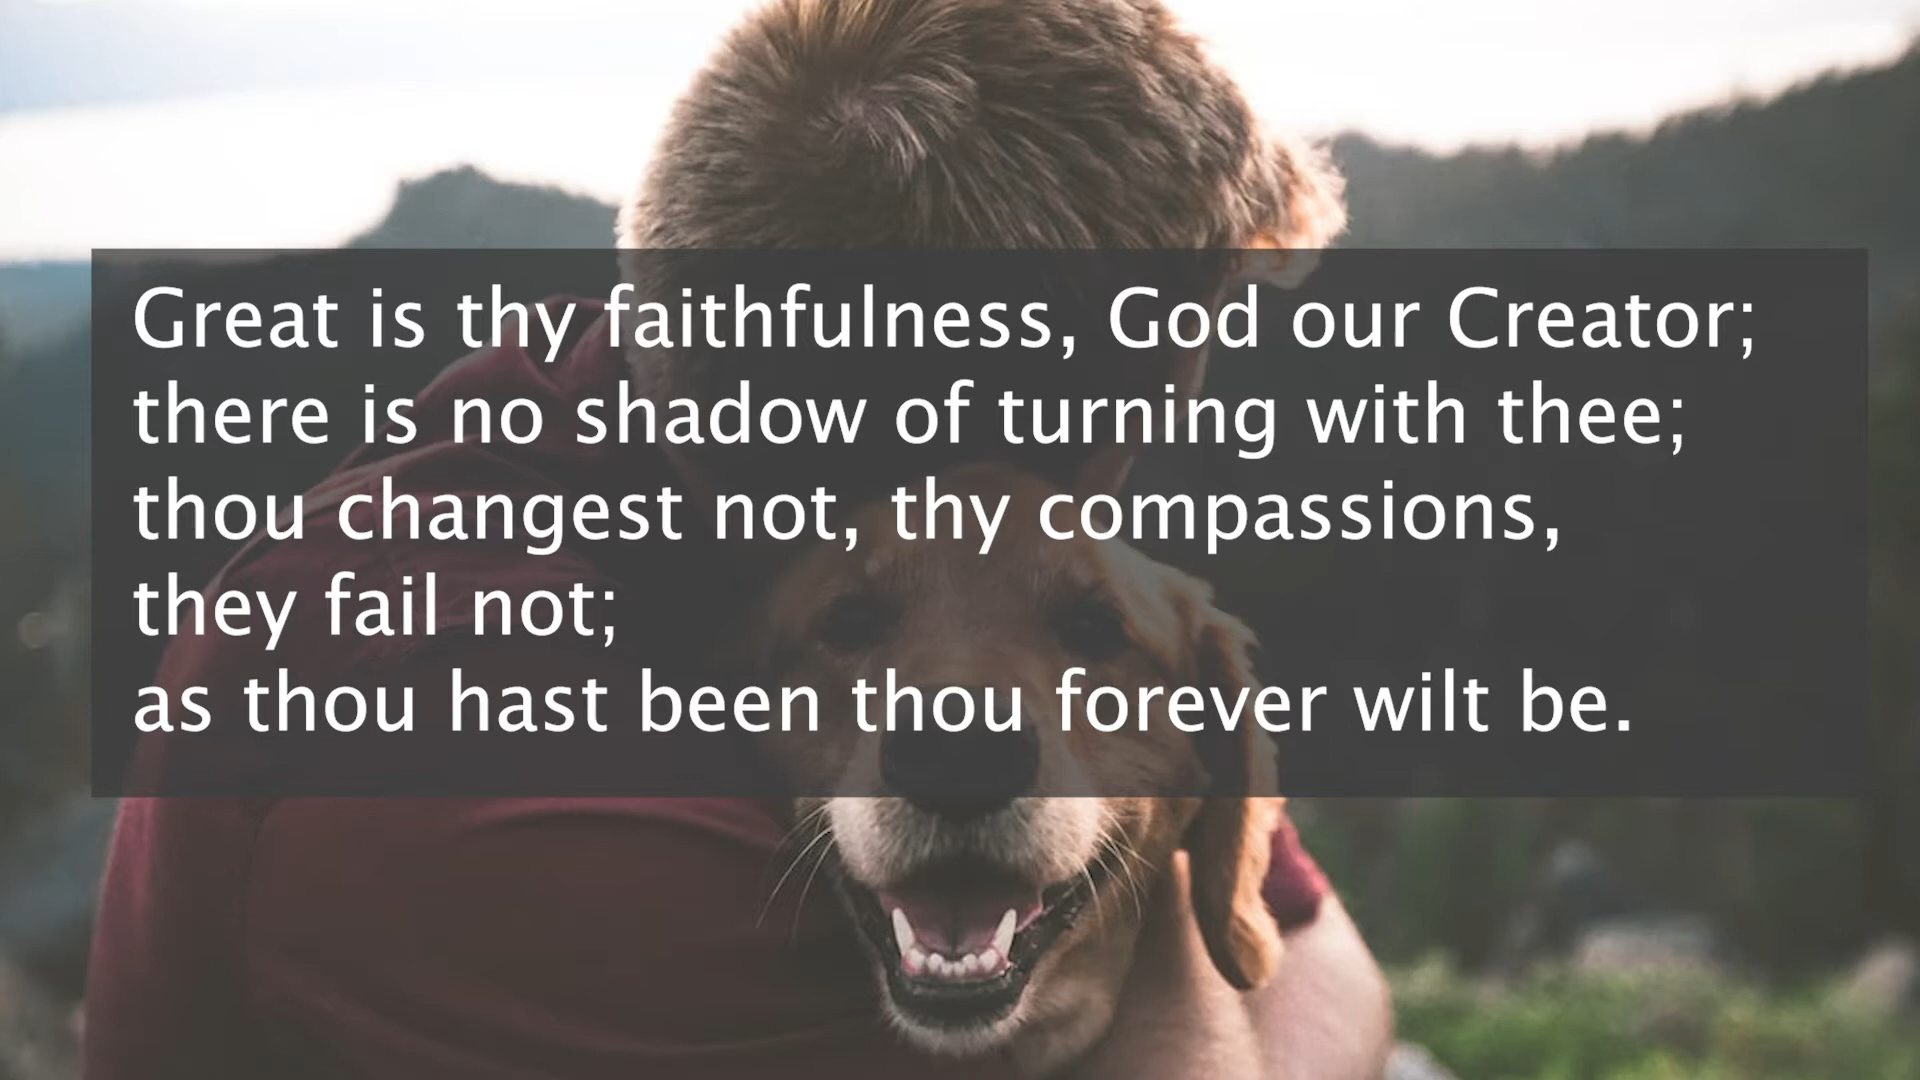 Great is thy faithfulness, God our Creator;
there is no shadow of turning with thee;
thou changest not, thy compassions,
they fail not;
as thou hast been thou forever wilt be.